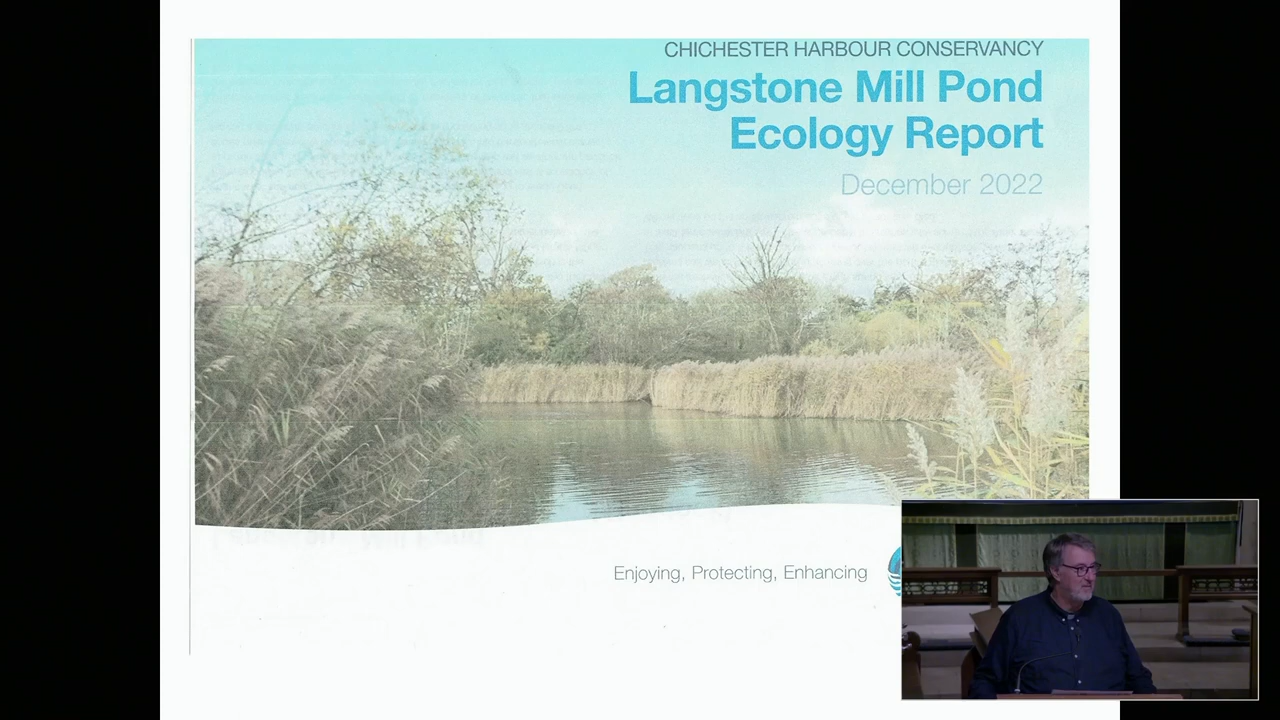 CHICHESTER HARBOUR CONSERVANCY
Langstone Mill Pond
Ecology Report
December 2022
Enjoying, Protecting, Enhancing